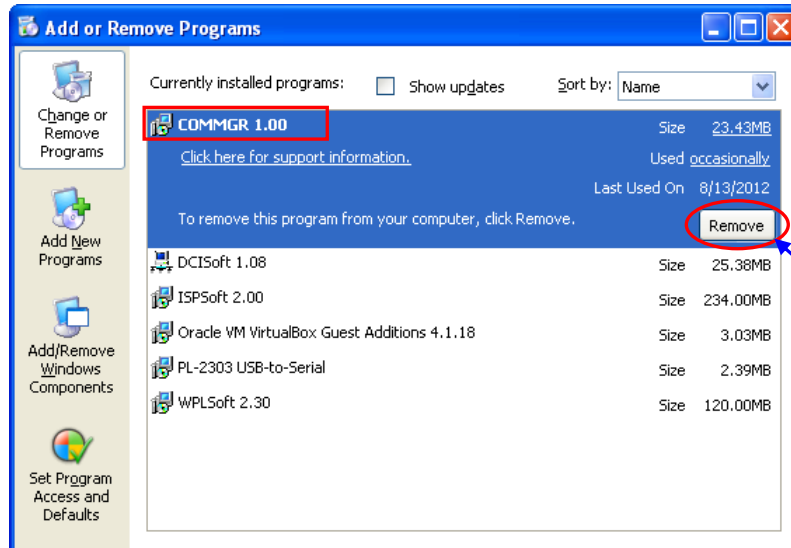 Add or Remove Programs
Change or
Remove
Programs
Add New
Programs
Add/Remove
Windows
Components
Set Program
Access and
Defaults
Currently installed programs: Show updates Sort by: Name
COMMGR 1.00 Size 23.43MB
Click here for support information. Used occasionally
Last Used On 8/13/2012
To remove this program from your computer, click Remove. Remove
DCISoft 1.08 Size 25.38MB
ISPSoft 2.00 Size 234.00MB
Oracle VM VirtualBox Guest Additions 4.1.18 Size 3.03MB
PL-2303 USB-to-Serial Size 2.39MB
WPLSoft 2.30 Size 120.00MB